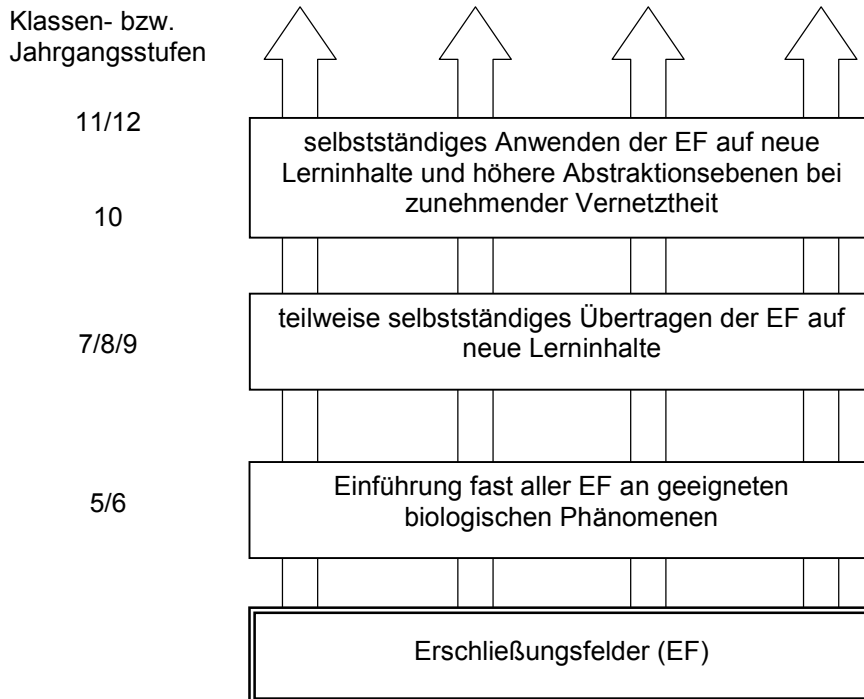 Klassen- bzw.
Jahrgangsstufen
11/12
selbstständiges Anwenden der EF auf neue
Lerninhalte und höhere Abstraktionsebenen bei
zunehmender Vernetztheit
10
teilweise selbstständiges Übertragen der EF auf
neue Lerninhalte
7/8/9
Einführung fast aller EF an geeigneten
biologischen Phänomenen
5/6
Erschließungsfelder (EF)